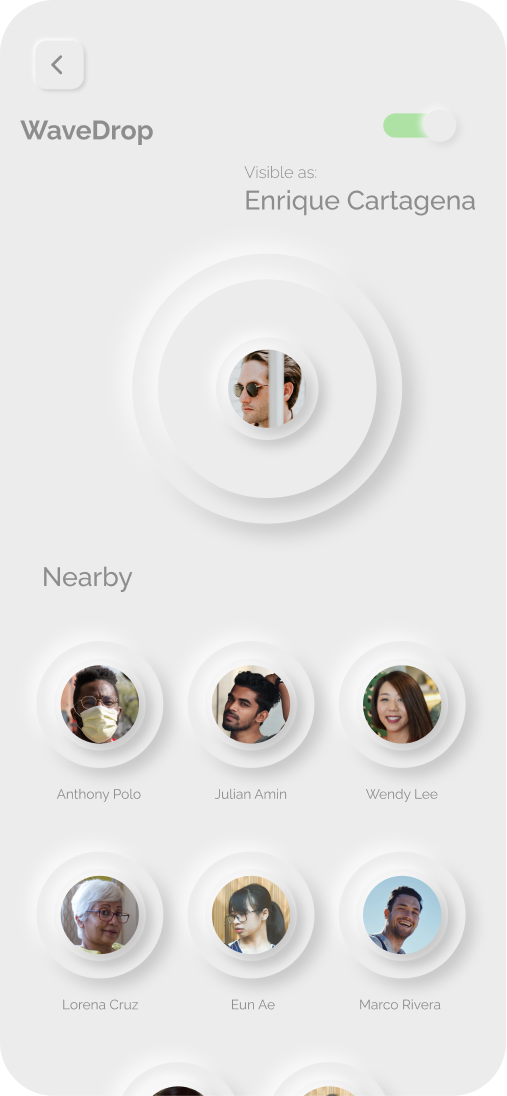 WaveDrop
Visible as:
Enrique Cartagena
Nearby
Anthony Polo
Julian Amin
Wendy Lee
Lorena Cruz
Eun Ae
Marco Rivera